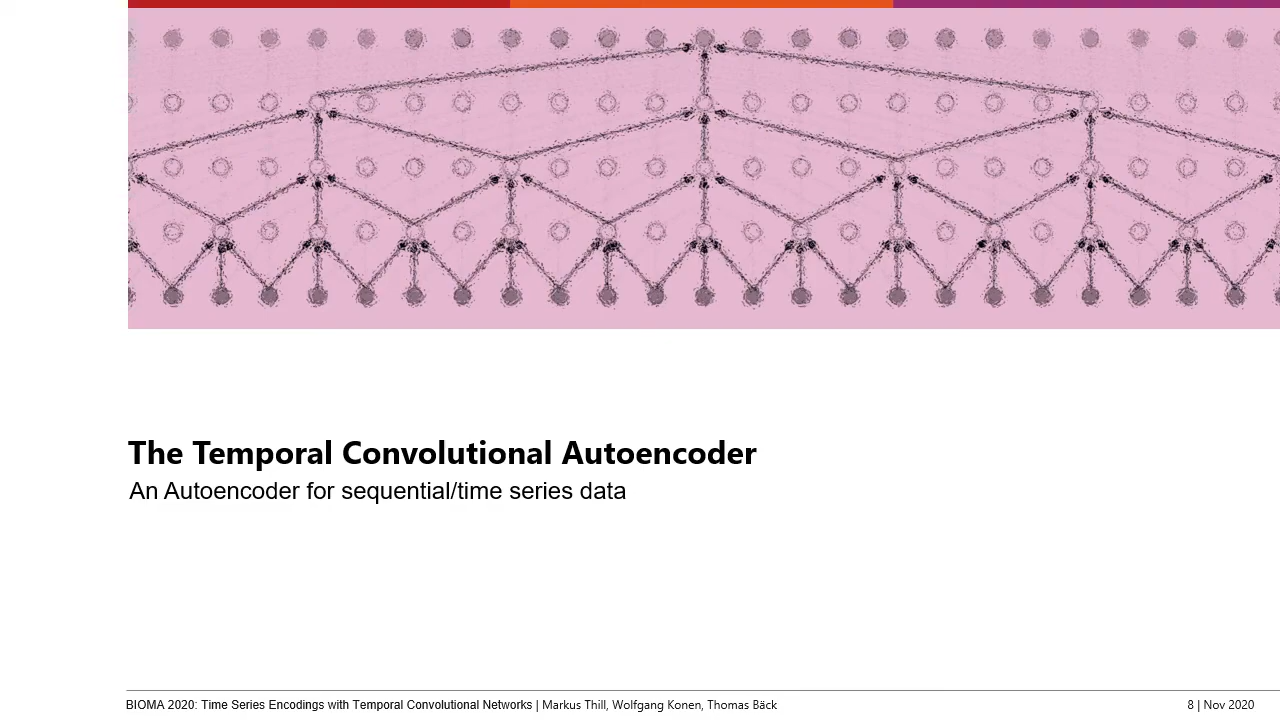 The Temporal Convolutional Autoencoder
An Autoencoder for sequential/time series data
BIOMA 2020: Time Series Encodings with Temporal Convolutional Networks | Markus Thill, Wolfgang Konen, Thomas Bäck
8 | Nov 2020